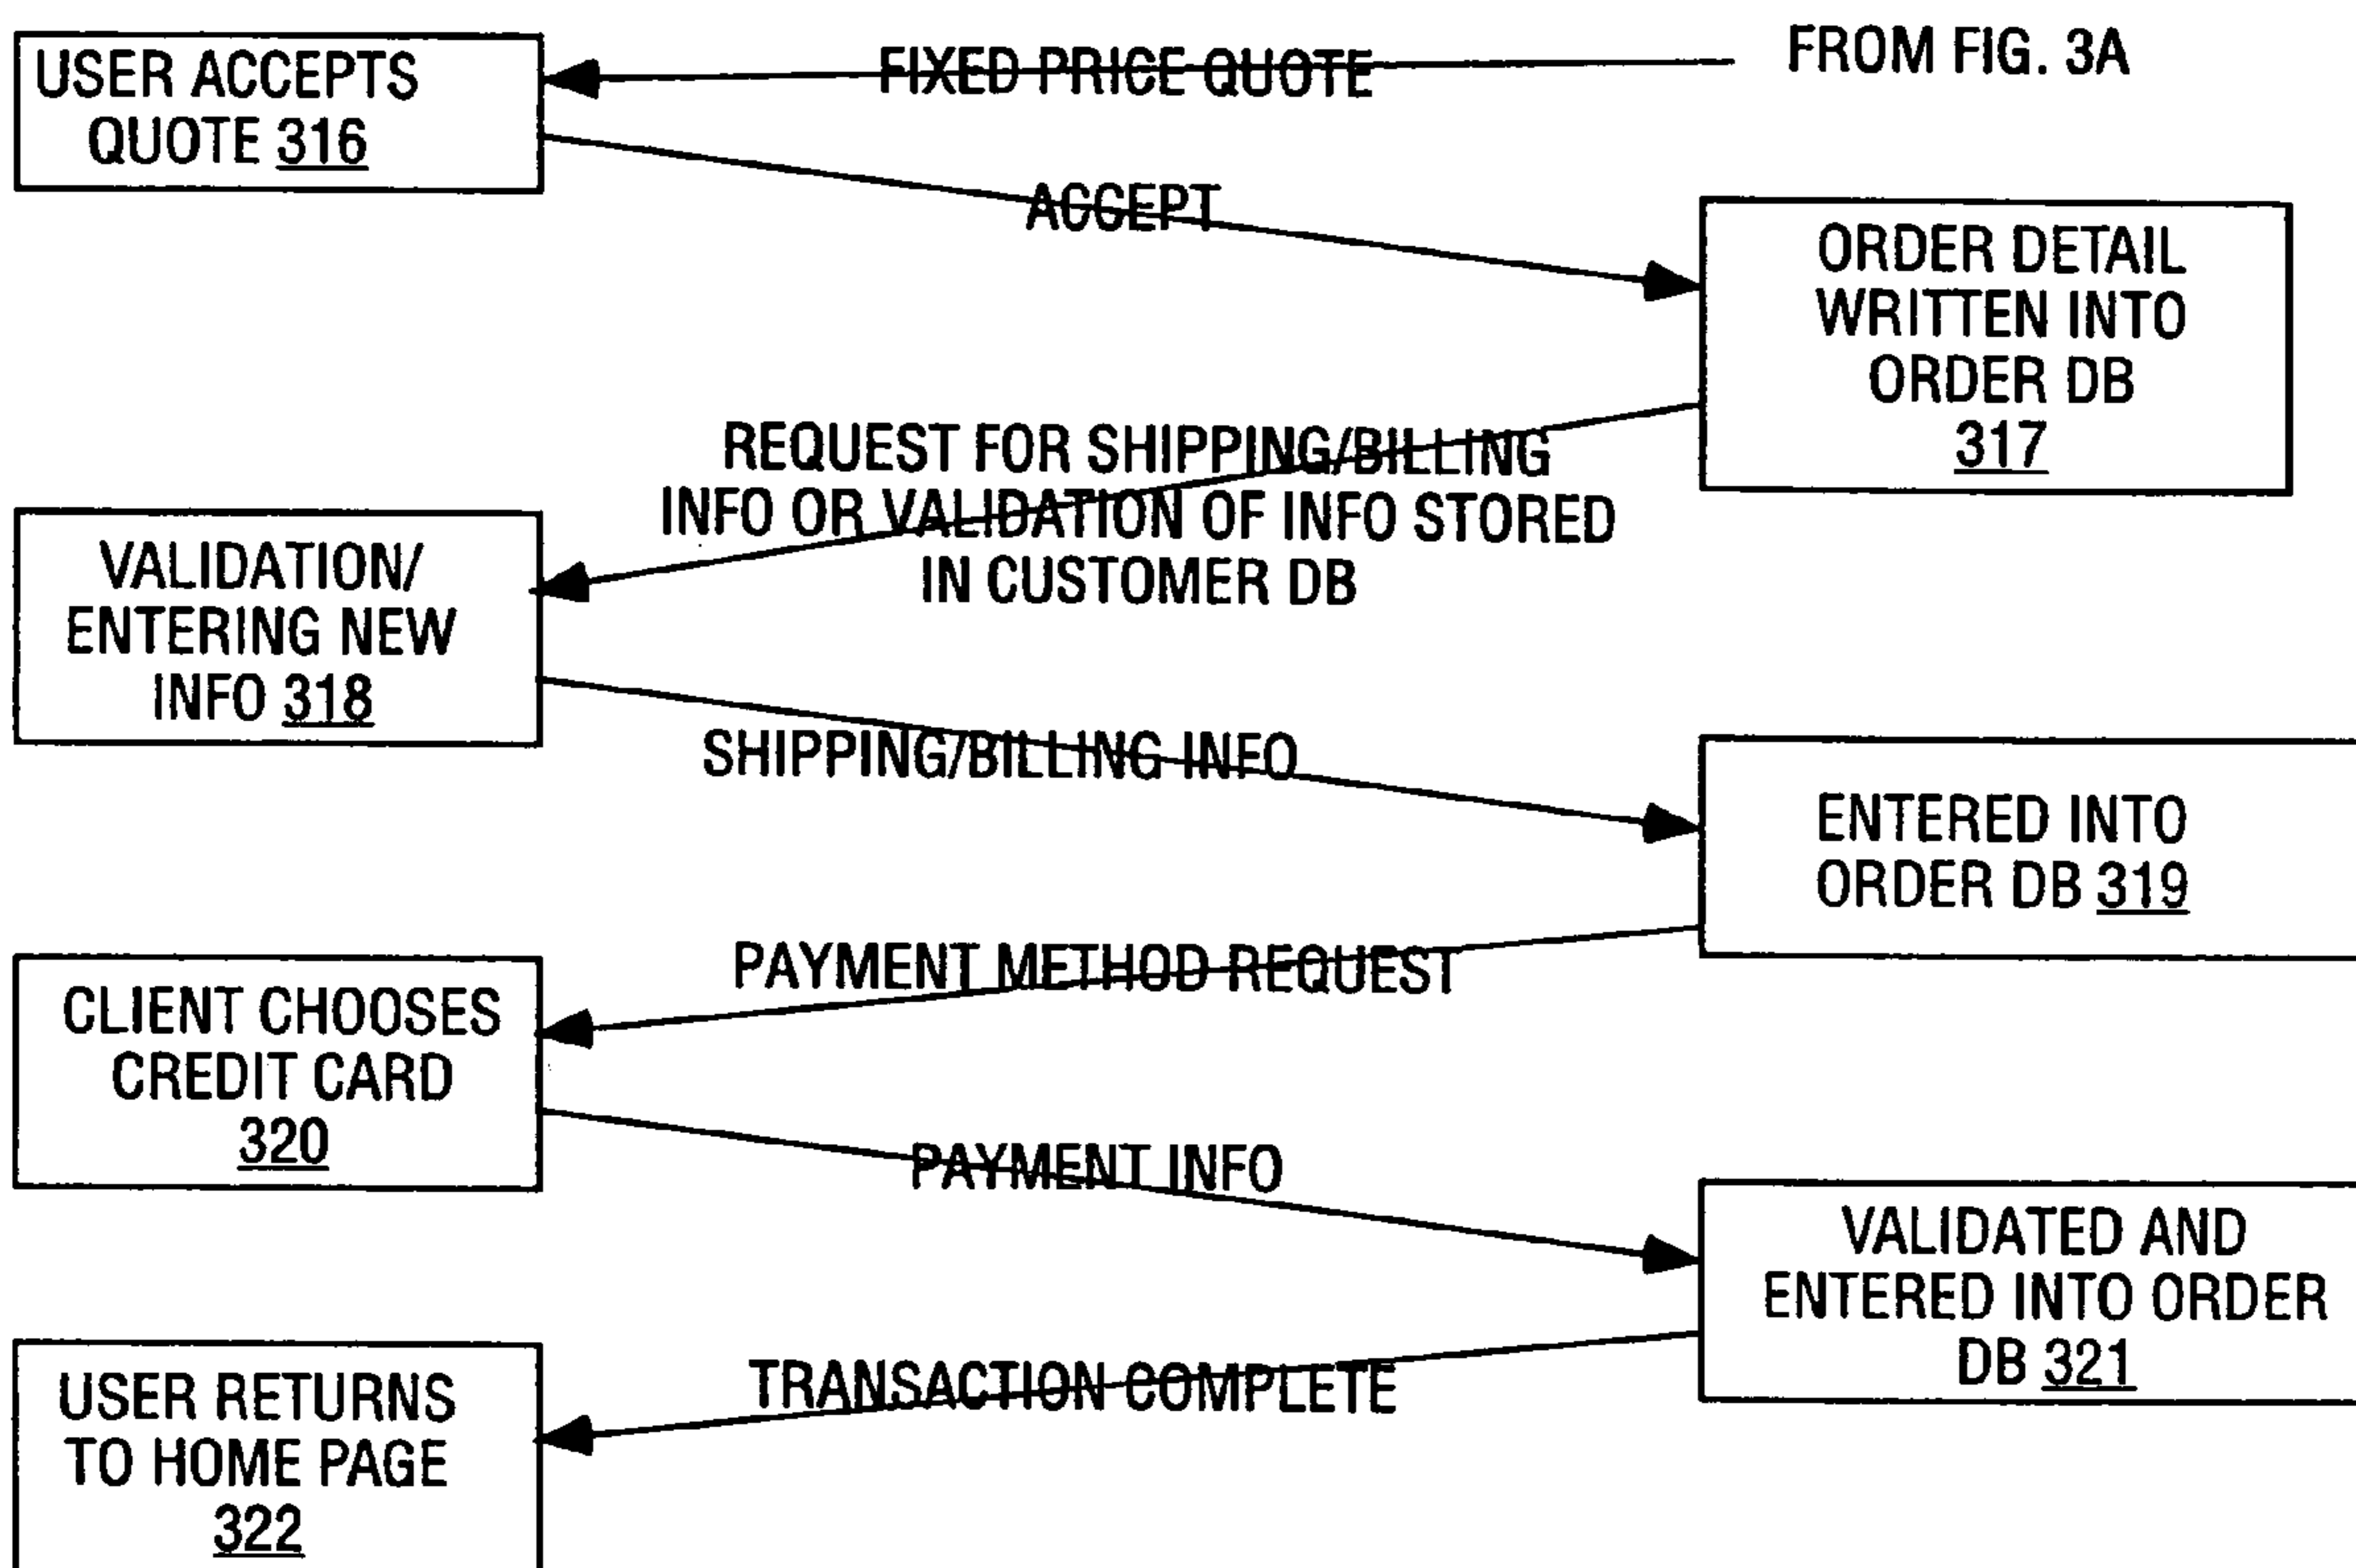 FROM FIG. 3A
FIXED PRICE QUOTE
USER ACCEPTS
QUOTE 316
ACCEPT
ORDER DETAIL
WRITTEN INTO
ORDER DB
317
REQUEST FOR SHIPPING/BILLING
INFO OR VALIDATION OF INFO STORED
IN CUSTOMER DB
VALIDATION/
ENTERING NEW
INFO 318
SHIPPING/BILLING INFO
ENTERED INTO
ORDER DB 319
PAYMENT METHOD REQUEST
CLIENT CHOOSES
CREDIT CARD
320
PAYMENT INFO
VALIDATED AND
ENTERED INTO ORDER
DB 321
TRANSACTION COMPLETE
USER RETURNS
TO HOME PAGE
322